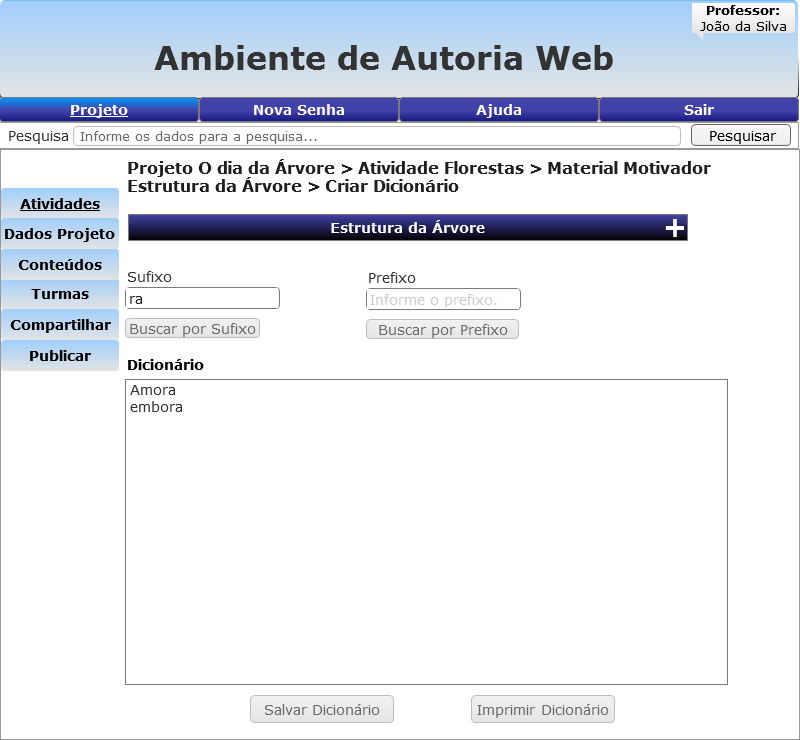 Professor:
João da Silva
Ambiente de Autoria Web
Projeto Nova Senha Ajuda Sair
Pesquisa Informe os dados para a pesquisa... Pesquisar
Projeto O dia da Árvore > Atividade Florestas > Material Motivador
Estrutura da Árvore > Criar Dicionário
Atividades
Dados Projeto
Conteúdos
Turmas
Compartilhar
Publicar
Estrutura da Árvore +
Sufixo Prefixo
ra Informe o prefixo.
Buscar por Sufixo Buscar por Prefixo
Dicionário
Amora
embora
Salvar Dicionário Imprimir Dicionário